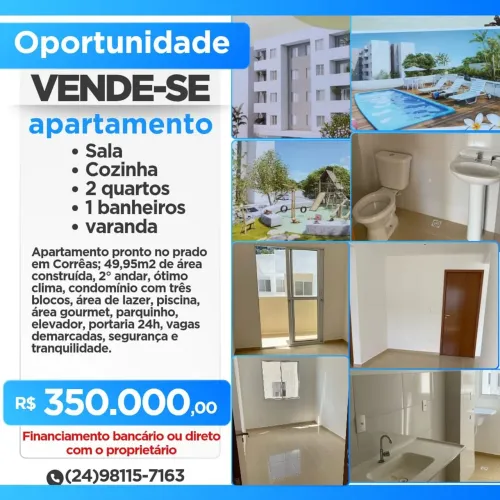 Oportunidade
VENDE-SE
apartamento
• Sala
• Cozinha
• 2 quartos
• 1 banheiros
• varanda
Apartamento pronto no prado
em Corrêas; 49,95m2 de área
construída, 2° andar, ótimo
clima, condomínio com três
blocos, área de lazer, piscina,
área gourmet, parquinho,
elevador, portaria 24h, vagas
demarcadas, segurança e
tranquilidade.
R$ 350.000,00
Financiamento bancário ou direto
com o proprietário
(24)98115-7163